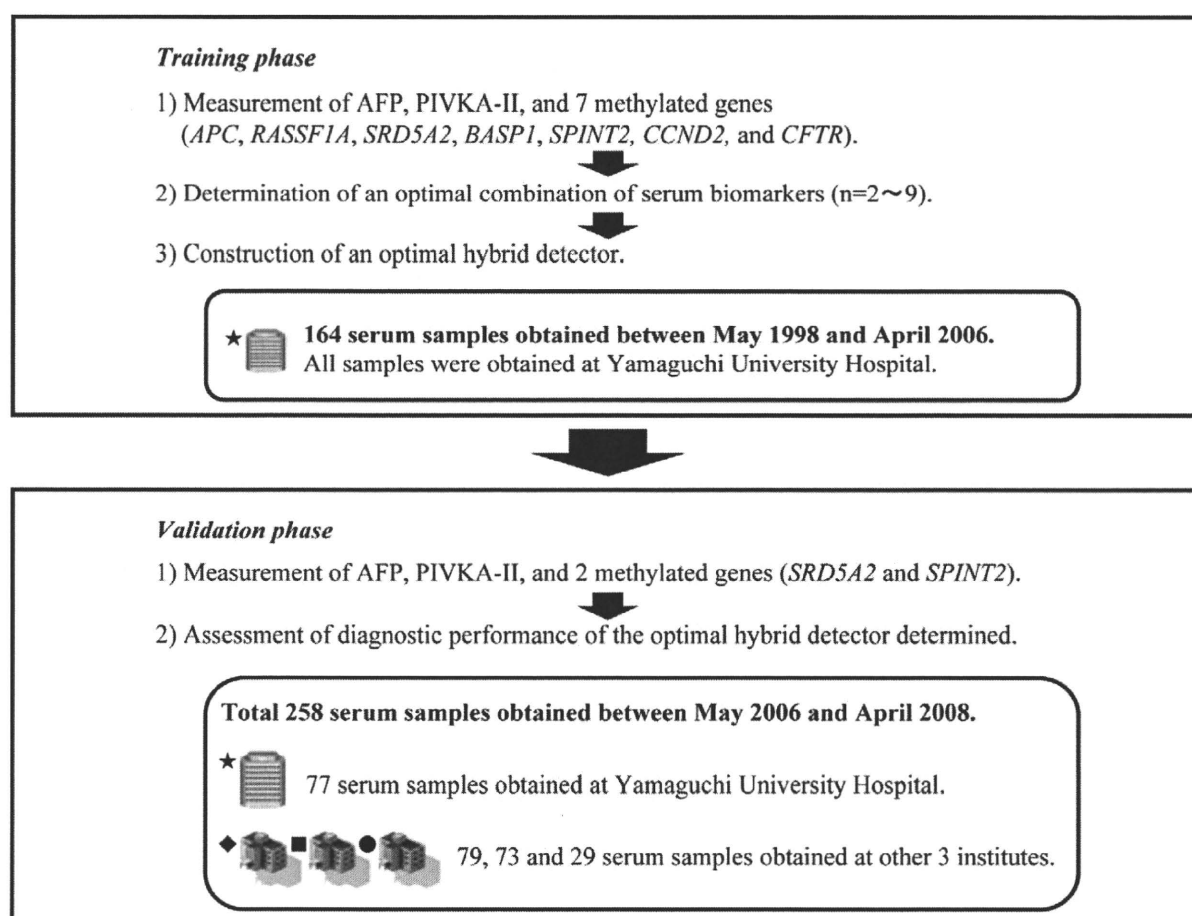 Training phase
1) Measurement of AFP, PIVKA-II, and 7 methylated genes
(APC, RASSF1A, SRD5A2, BASP1, SPINT2, CCND2, and CFTR).
2) Determination of an optimal combination of serum biomarkers (n=2〜9).
3) Construction of an optimal hybrid detector.
★ 164 serum samples obtained between May 1998 and April 2006.
All samples were obtained at Yamaguchi University Hospital.
Validation phase
1) Measurement of AFP, PIVKA-II, and 2 methylated genes (SRD5A2 and SPINT2).
2) Assessment of diagnostic performance of the optimal hybrid detector determined.
Total 258 serum samples obtained between May 2006 and April 2008.
★ 77 serum samples obtained at Yamaguchi University Hospital.
◆ ■ ● 79, 73 and 29 serum samples obtained at other 3 institutes.